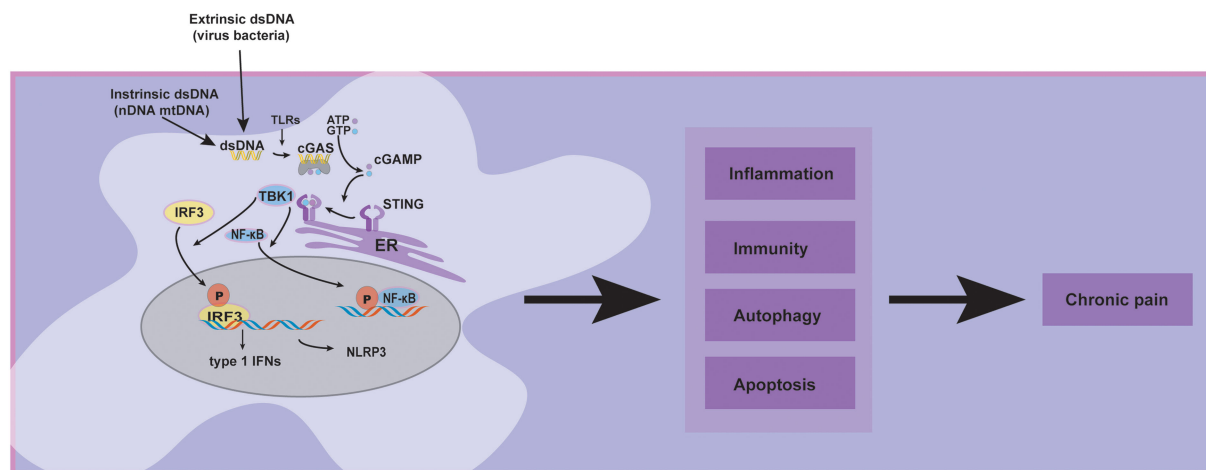 Extrinsic dsDNA
(virus bacteria)
Instrinsic dsDNA
(nDNA mtDNA)
TLRs
ATP
GTP
dsDNA
cGAS
cGAMP
TBK1
STING
IRF3
NF-κB
ER
P
IRF3
P
NF-κB
type 1 IFNs
NLRP3
Inflammation
Immunity
Autophagy
Apoptosis
Chronic pain